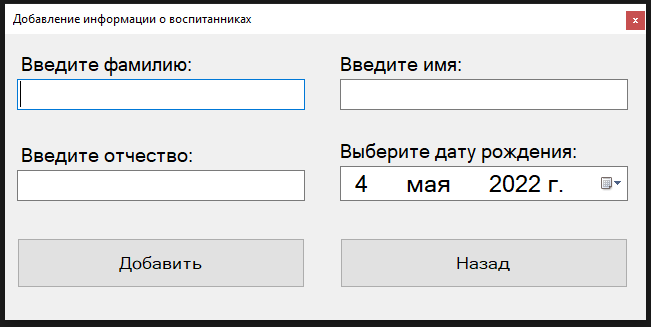 Добавление информации о воспитанниках
x
Введите фамилию:
Введите имя:
Введите отчество:
Выберите дату рождения:
4 мая 2022 г.
Добавить
Назад